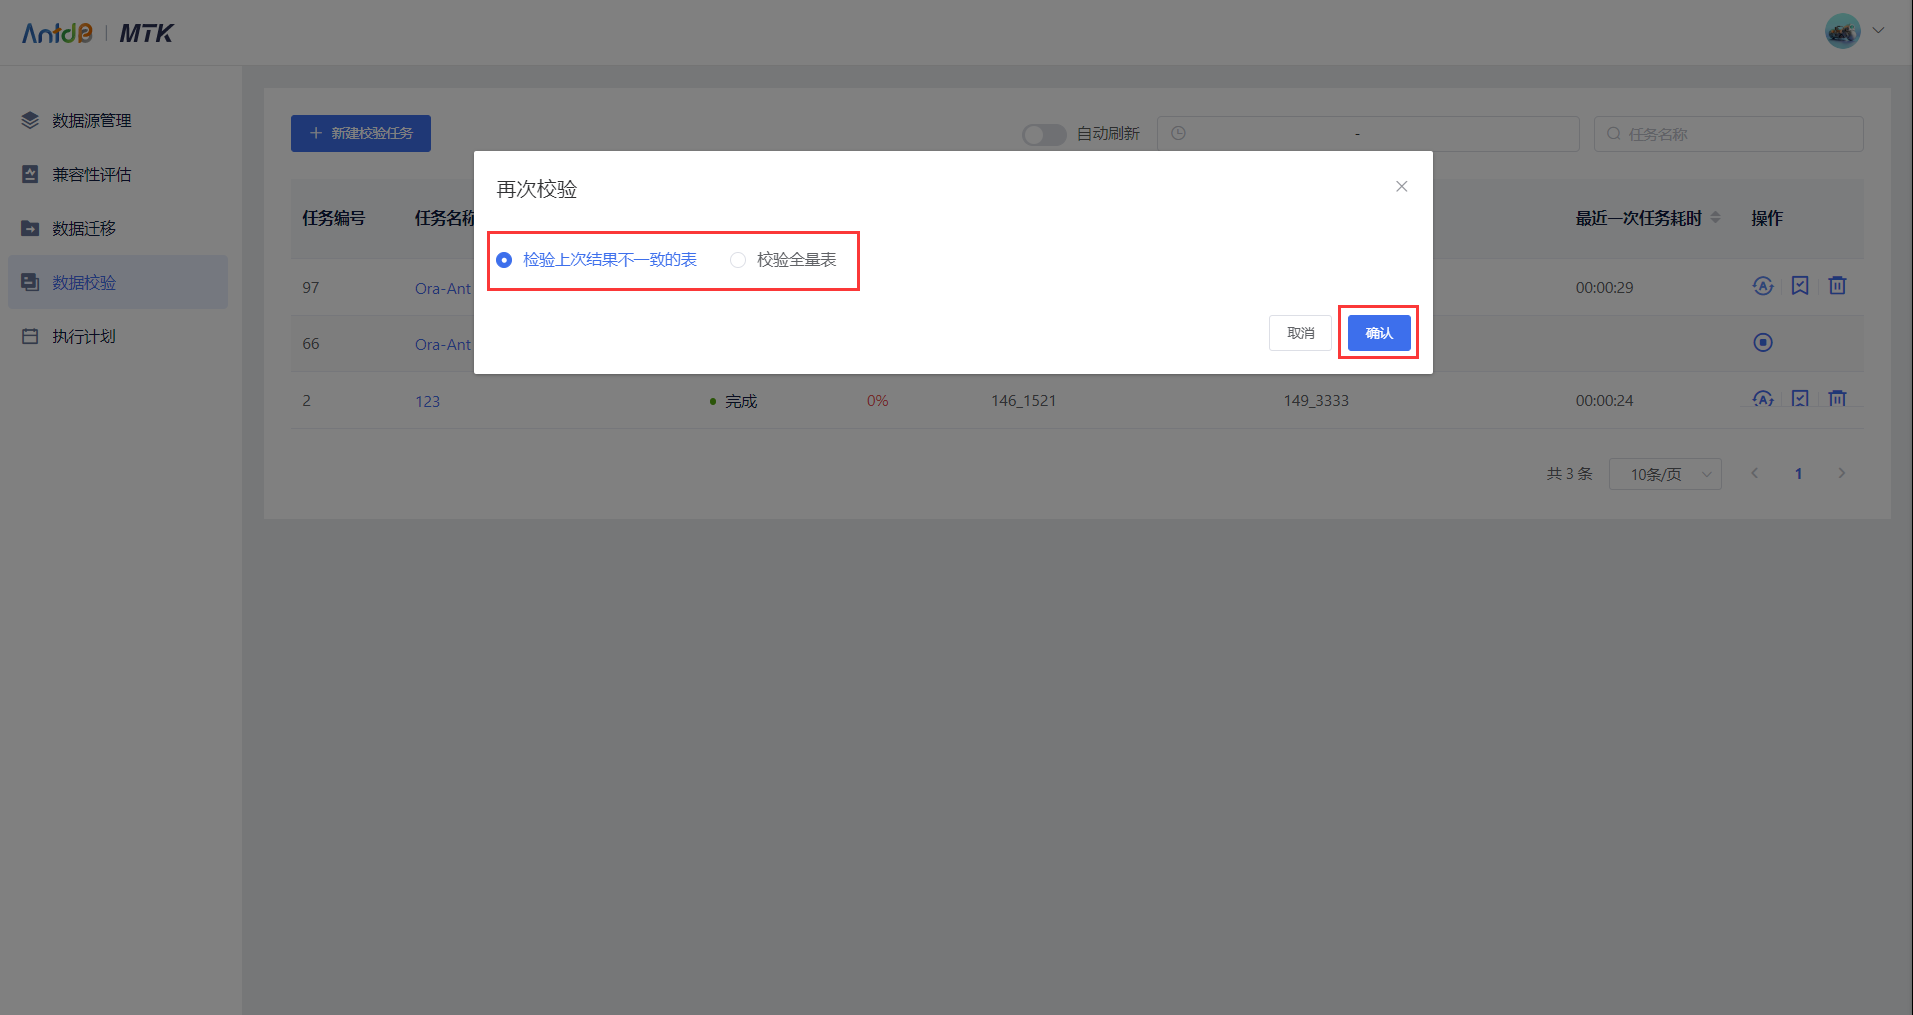 AntdB | MTK
数据源管理
兼容性评估
数据迁移
数据校验
执行计划
+ 新建校验任务
自动刷新
-
任务名称
再次校验
检验上次结果不一致的表
校验全量表
取消
确认
任务编号 任务名称 最近一次任务耗时 操作
97 Ora-Ant 00:00:29
66 Ora-Ant
2 123 完成 0% 146_1521 149_3333 00:00:24
共 3 条 10条/页 1